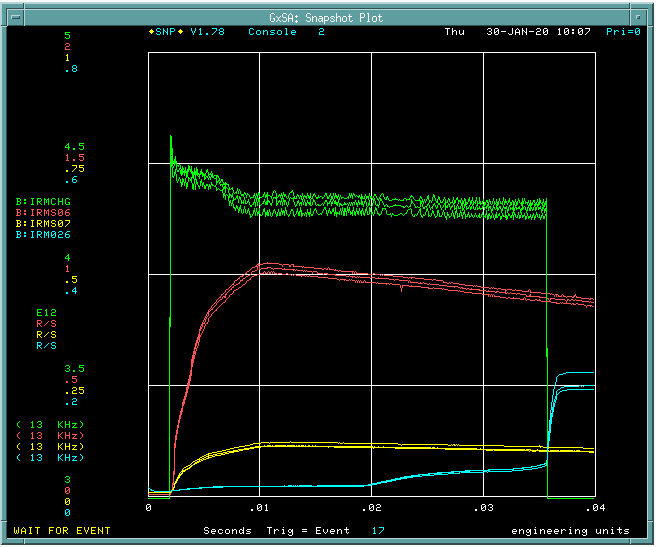 GxSA: Snapshot Plot
◆SNP◆ V1.78 Console 2 Thu 30-JAN-20 10:07 Pri=0
5
2
1
.8
4.5
1.5
.75
.6
B:IRMCHG
B:IRMS06
B:IRMS07
B:IRM026
4
1
.5
.4
E12
R/S
R/S
R/S
3.5
.5
.25
.2
( 13 KHz)
( 13 KHz)
( 13 KHz)
( 13 KHz)
3
0
0
0
0 .01 .02 .03 .04
WAIT FOR EVENT Seconds Trig = Event 17 engineering units